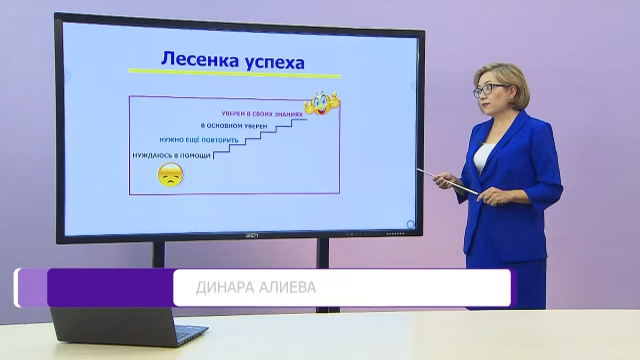 Лесенка успеха
УВЕРЕН В СВОИХ ЗНАНИЯХ
В ОСНОВНОМ УВЕРЕН
НУЖНО ЕЩЁ ПОВТОРИТЬ
НУЖДАЮСЬ В ПОМОЩИ
ДИНАРА АЛИЕВА